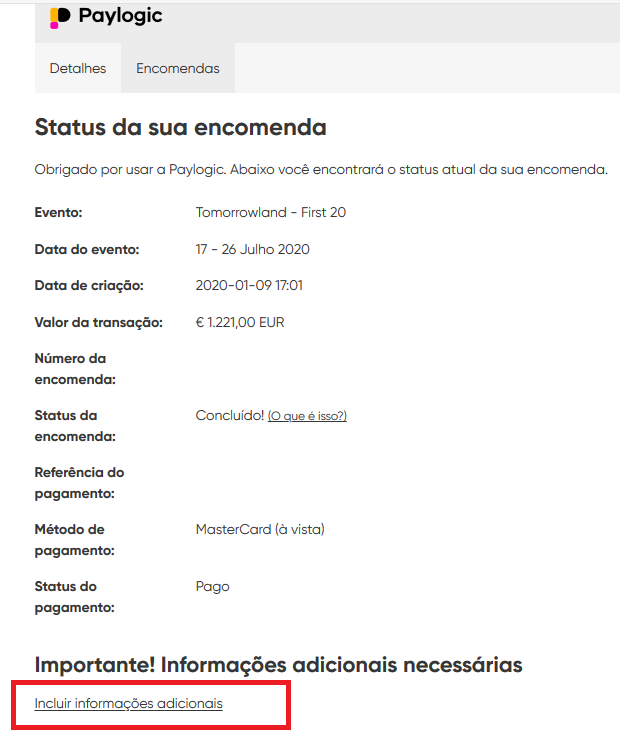 Paylogic
Detalhes Encomendas
Status da sua encomenda
Obrigado por usar a Paylogic. Abaixo você encontrará o status atual da sua encomenda.
Evento: Tomorrowland - First 20
Data do evento: 17 - 26 Julho 2020
Data de criação: 2020-01-09 17:01
Valor da transação: € 1.221,00 EUR
Número da
encomenda:
Status da Concluído! (O que é isso?)
encomenda:
Referência do
pagamento:
Método de MasterCard (à vista)
pagamento:
Status do Pago
pagamento:
Importante! Informações adicionais necessárias
Incluir informações adicionais